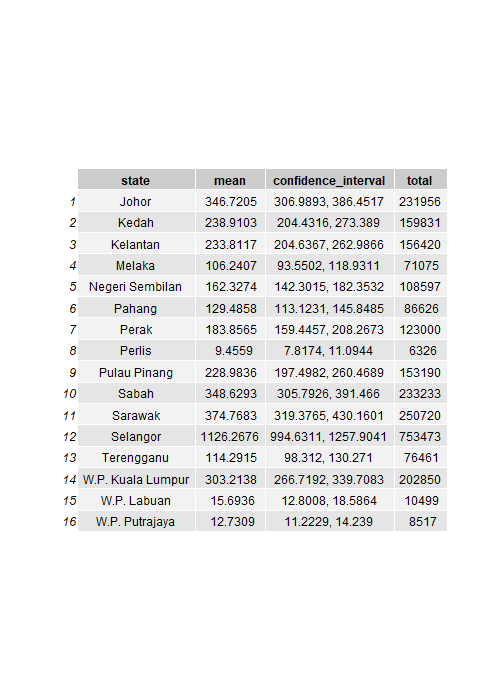 state mean confidence_interval total
1 Johor 346.7205 306.9893, 386.4517 231956
2 Kedah 238.9103 204.4316, 273.389 159831
3 Kelantan 233.8117 204.6367, 262.9866 156420
4 Melaka 106.2407 93.5502, 118.9311 71075
5 Negeri Sembilan 162.3274 142.3015, 182.3532 108597
6 Pahang 129.4858 113.1231, 145.8485 86626
7 Perak 183.8565 159.4457, 208.2673 123000
8 Perlis 9.4559 7.8174, 11.0944 6326
9 Pulau Pinang 228.9836 197.4982, 260.4689 153190
10 Sabah 348.6293 305.7926, 391.466 233233
11 Sarawak 374.7683 319.3765, 430.1601 250720
12 Selangor 1126.2676 994.6311, 1257.9041 753473
13 Terengganu 114.2915 98.312, 130.271 76461
14 W.P. Kuala Lumpur 303.2138 266.7192, 339.7083 202850
15 W.P. Labuan 15.6936 12.8008, 18.5864 10499
16 W.P. Putrajaya 12.7309 11.2229, 14.239 8517